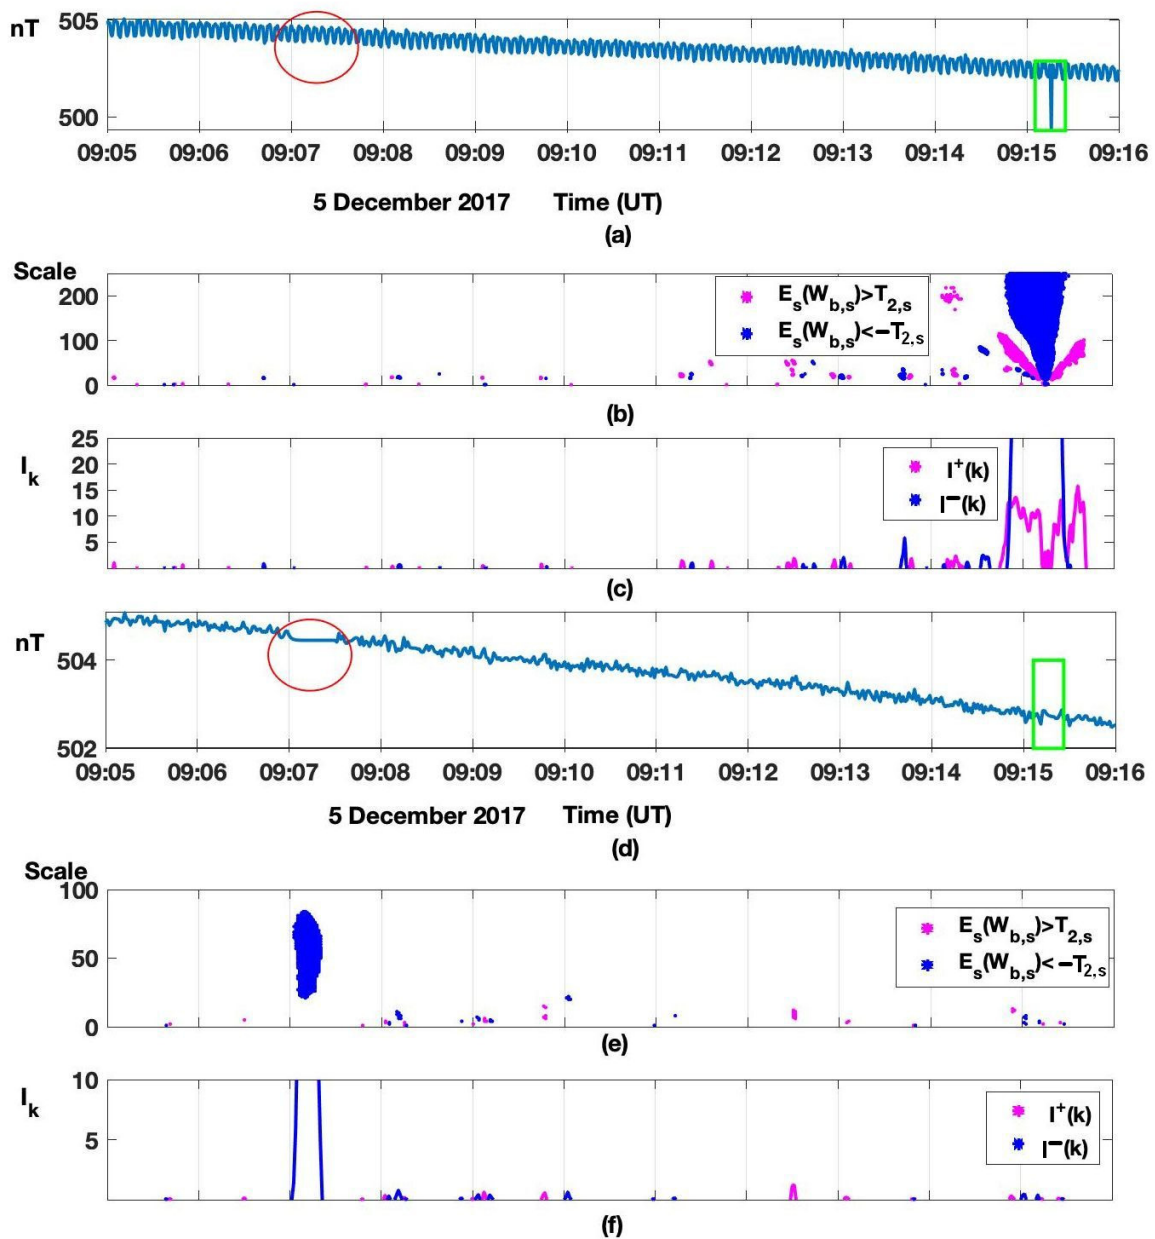 nT
505
500
09:05 09:06 09:07 09:08 09:09 09:10 09:11 09:12 09:13 09:14 09:15 09:16
5 December 2017 Time (UT)
(a)
Scale
200
100
0
E_s(W_b,s)>T_2,s
E_s(W_b,s)<−T_2,s
(b)
I_k
25
20
15
10
5
I^+(k)
I^−(k)
(c)
nT
504
502
09:05 09:06 09:07 09:08 09:09 09:10 09:11 09:12 09:13 09:14 09:15 09:16
5 December 2017 Time (UT)
(d)
Scale
100
50
0
E_s(W_b,s)>T_2,s
E_s(W_b,s)<−T_2,s
(e)
I_k
10
5
I^+(k)
I^−(k)
(f)